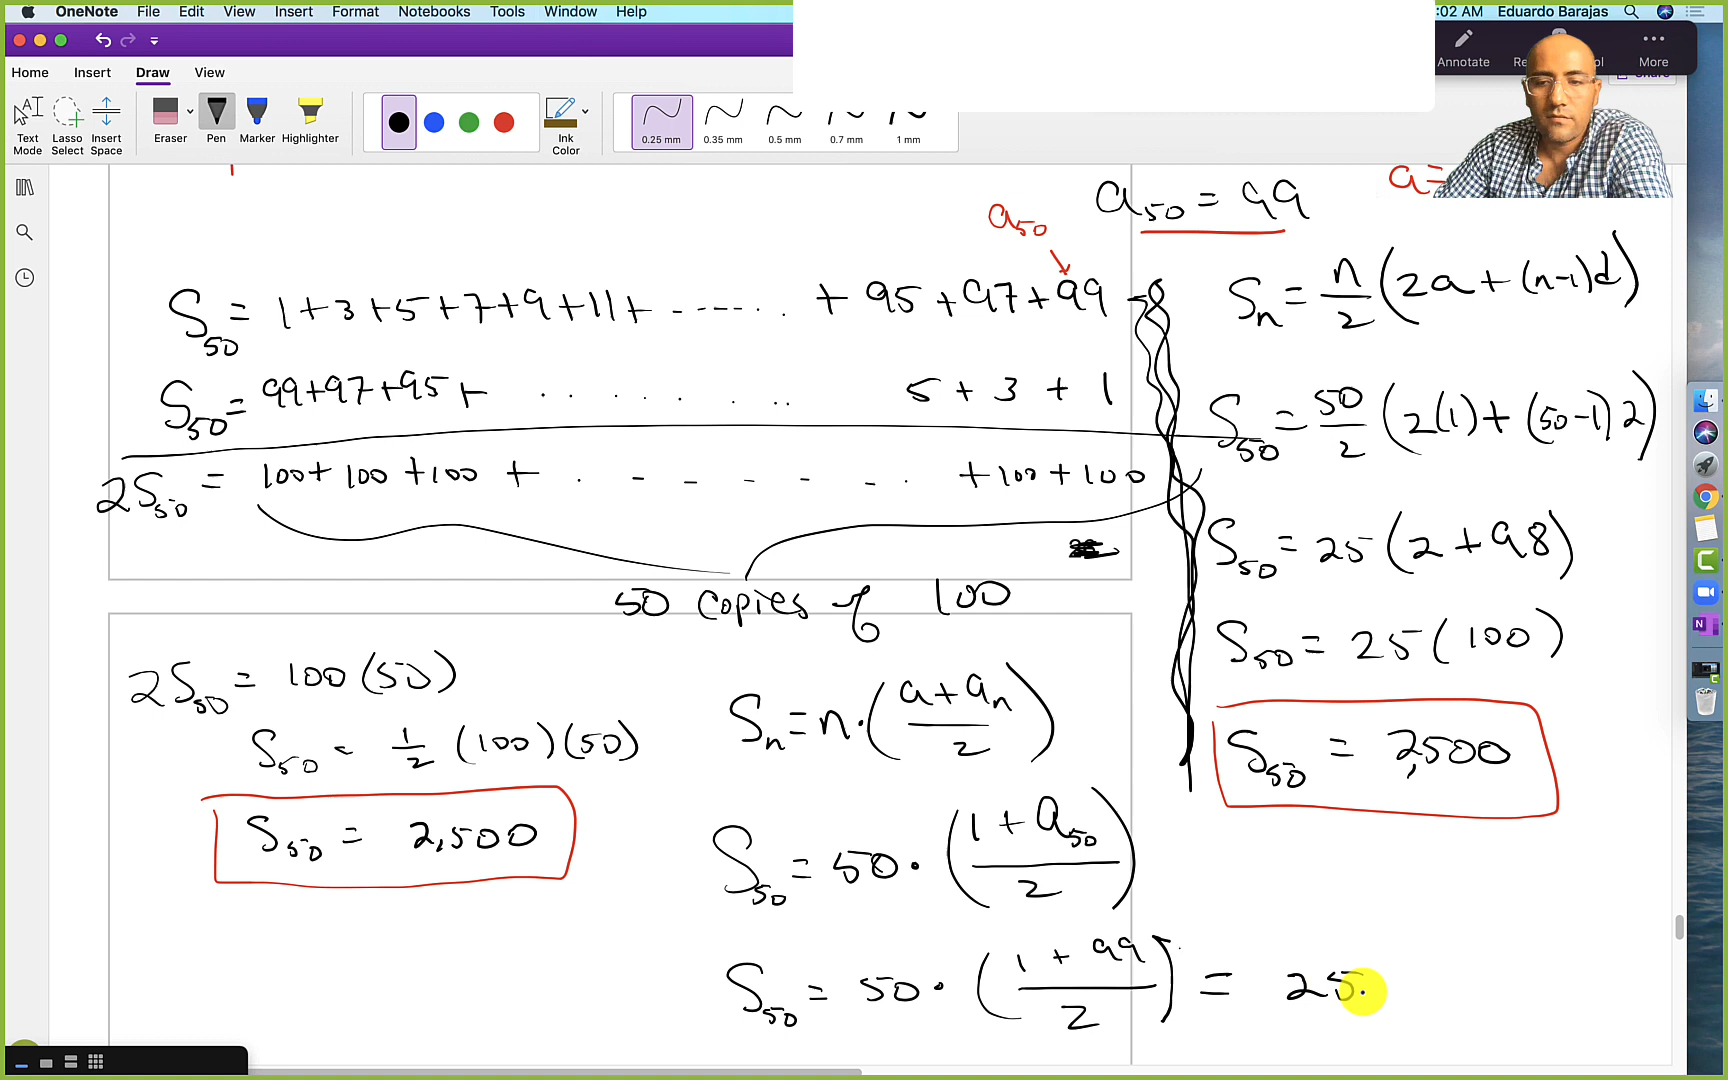 OneNote File Edit View Insert Format Notebooks Tools Window Help
:02 AM Eduardo Barajas
Home Insert Draw View
Annotate
More
Share
Text Mode
Lasso Select
Insert Space
Eraser
Pen
Marker
Highlighter
Ink Color
0.25 mm 0.35 mm 0.5 mm 0.7 mm 1 mm
a₅₀ = 99
a=
a₅₀
S₅₀ = 1+3+5+7+9+11+ ------.. + 95+97+99
S₅₀= 99+97+95+ ....... 5 + 3 + 1
2S₅₀ = 100+100+100 + . - - - - - . +100+100
50 copies of 100
2S₅₀ = 100(50)
S₅₀ = 1/2 (100)(50)
S₅₀ = 2,500
Sₙ = n·((a+aₙ)/2)
S₅₀ = 50·((1+a₅₀)/2)
S₅₀ = 50·((1+99)/2) = 25.
Sₙ = n/2 (2a+(n-1)d)
S₅₀ = 50/2 (2(1)+(50-1)2)
S₅₀ = 25(2+98)
S₅₀ = 25(100)
S₅₀ = 2,500